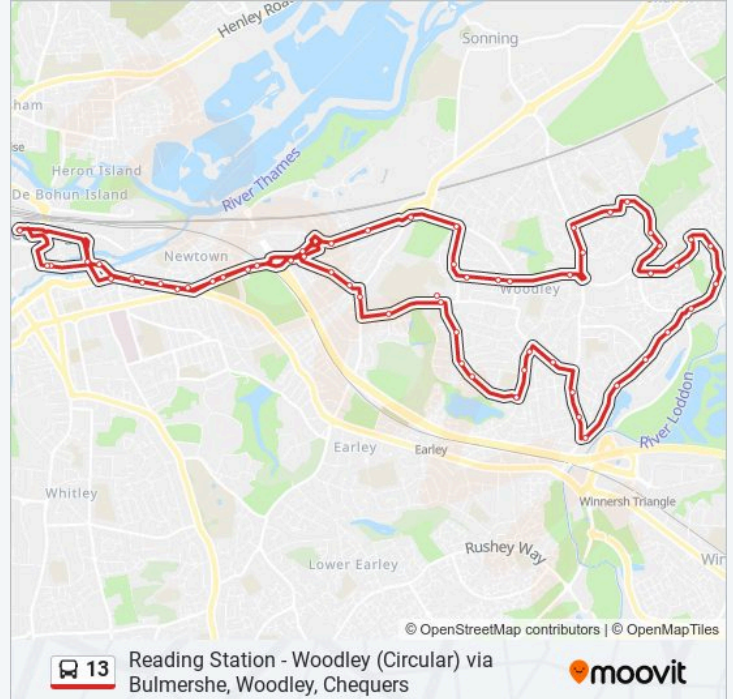 Henley Road
Sonning
ham
se
Heron Island
De Bohun Island
River Thames
Newtown
Woodley
River Loddon
Earley
Earley
Whitley
Winnersh Triangle
Rushey Way
Win
Lower Earley
© OpenStreetMap contributors | © OpenMapTiles
13
Reading Station - Woodley (Circular) via
Bulmershe, Woodley, Chequers
moovit